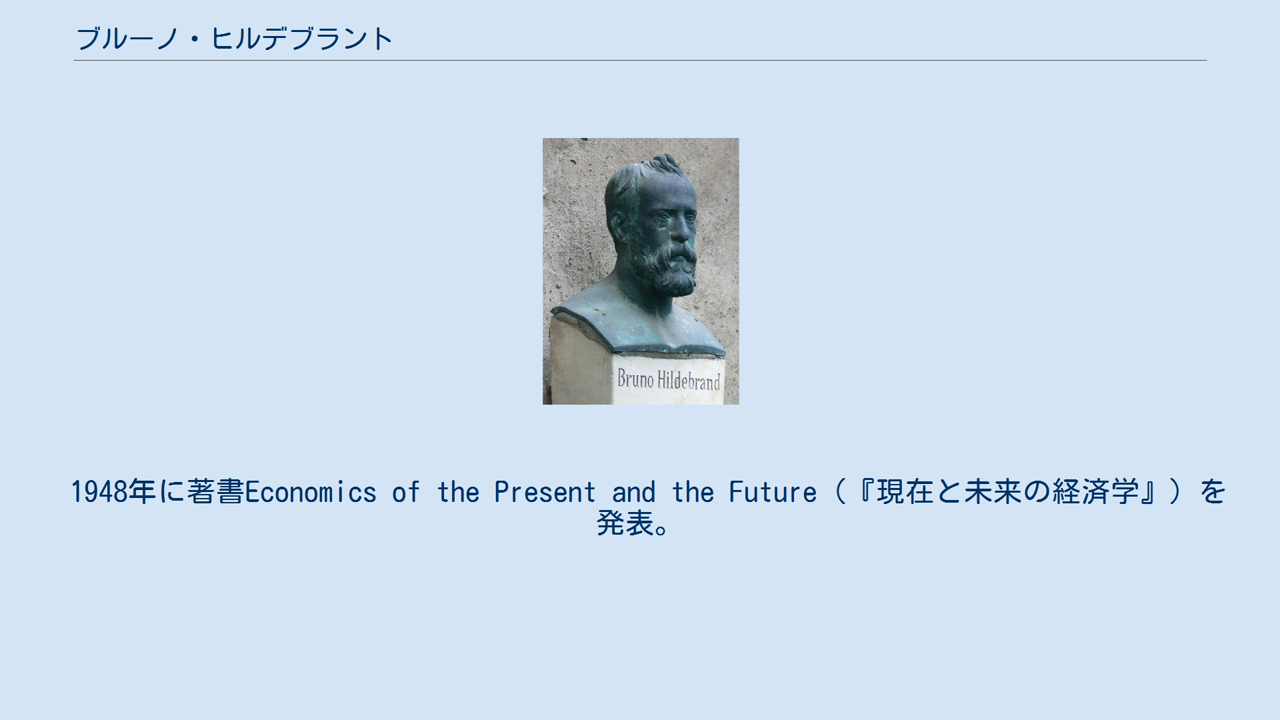 ブルーノ・ヒルデブラント
Bruno Hildebrand
1948年に著書Economics of the Present and the Future（『現在と未来の経済学』）を
発表。